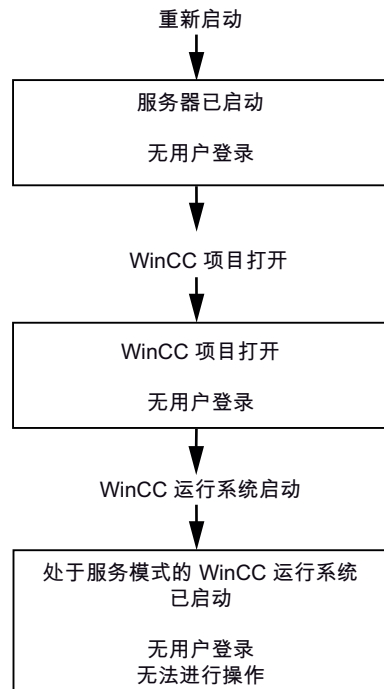 重新启动
服务器已启动
无用户登录
WinCC 项目打开
WinCC 项目打开
无用户登录
WinCC 运行系统启动
处于服务模式的 WinCC 运行系统
已启动
无用户登录
无法进行操作